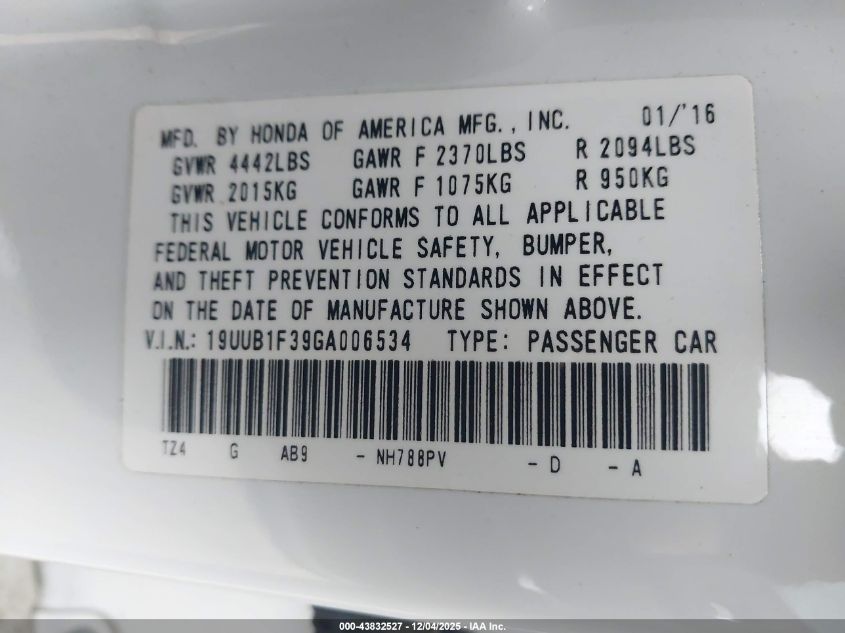 MFD. BY HONDA OF AMERICA MFG., INC. 01/'16
GVWR 4442LBS GAWR F 2370LBS R 2094LBS
GVWR 2015KG GAWR F 1075KG R 950KG
THIS VEHICLE CONFORMS TO ALL APPLICABLE
FEDERAL MOTOR VEHICLE SAFETY, BUMPER,
AND THEFT PREVENTION STANDARDS IN EFFECT
ON THE DATE OF MANUFACTURE SHOWN ABOVE.
V.I.N.: 19UUB1F39GA006534 TYPE: PASSENGER CAR
TZ4 G AB9 - NH788PV - D - A
000-43832527 - 12/04/2025 - IAA Inc.